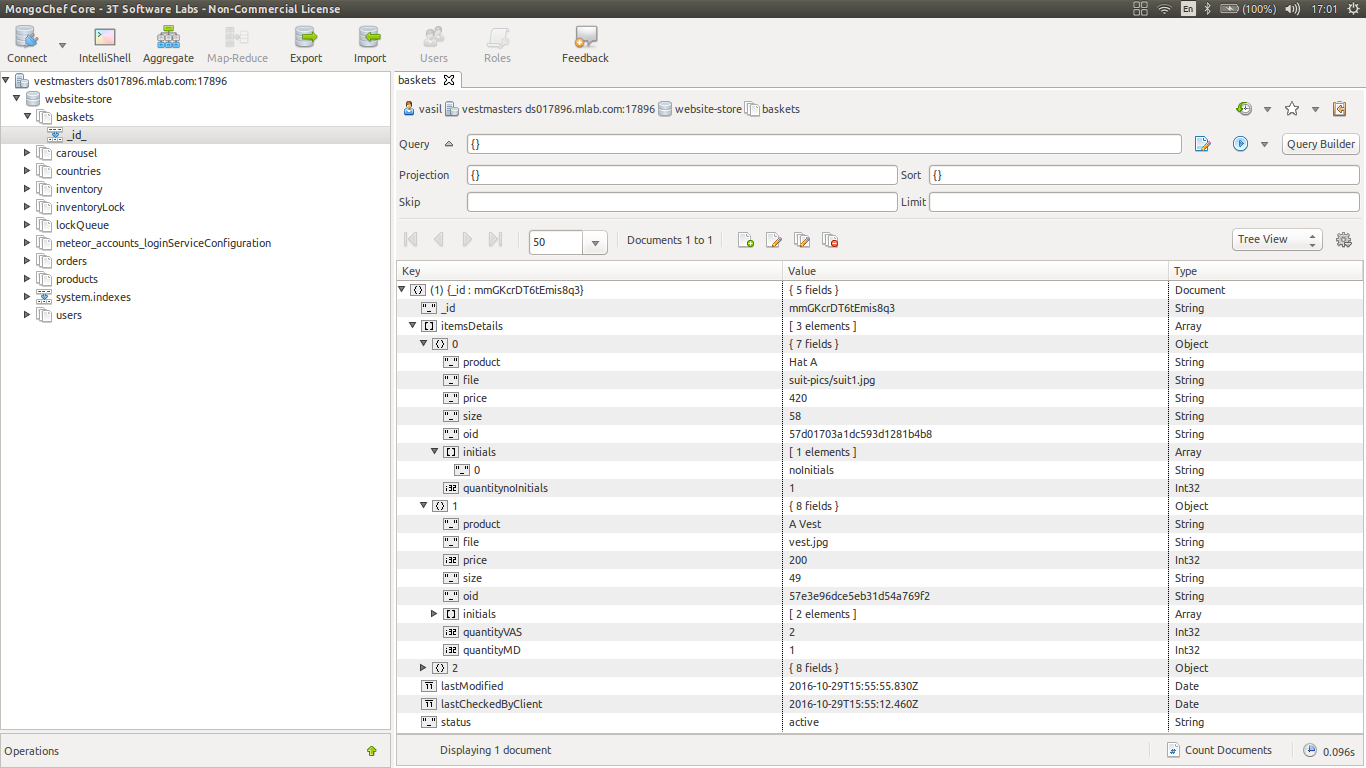 MongoChef Core - 3T Software Labs - Non-Commercial License En (100%) 17:01
Connect IntelliShell Aggregate Map-Reduce Export Import Users Roles Feedback
vestmasters ds017896.mlab.com:17896
website-store
baskets
_id_
carousel
countries
inventory
inventoryLock
lockQueue
meteor_accounts_loginServiceConfiguration
orders
products
system.indexes
users
Operations
baskets
vasil vestmasters ds017896.mlab.com:17896 website-store baskets
Query {} Query Builder
Projection {} Sort {}
Skip Limit
50 Documents 1 to 1 Tree View
Key Value Type
(1) {_id : mmGKcrDT6tEmis8q3} { 5 fields } Document
_id mmGKcrDT6tEmis8q3 String
itemsDetails [ 3 elements ] Array
0 { 7 fields } Object
product Hat A String
file suit-pics/suit1.jpg String
price 420 String
size 58 String
oid 57d01703a1dc593d1281b4b8 String
initials [ 1 elements ] Array
0 noInitials String
quantitynoInitials 1 Int32
1 { 8 fields } Object
product A Vest String
file vest.jpg String
price 200 Int32
size 49 String
oid 57e3e96dce5eb31d54a769f2 String
initials [ 2 elements ] Array
quantityVAS 2 Int32
quantityMD 1 Int32
2 { 8 fields } Object
lastModified 2016-10-29T15:55:55.830Z Date
lastCheckedByClient 2016-10-29T15:55:12.460Z Date
status active String
Displaying 1 document Count Documents 0.096s